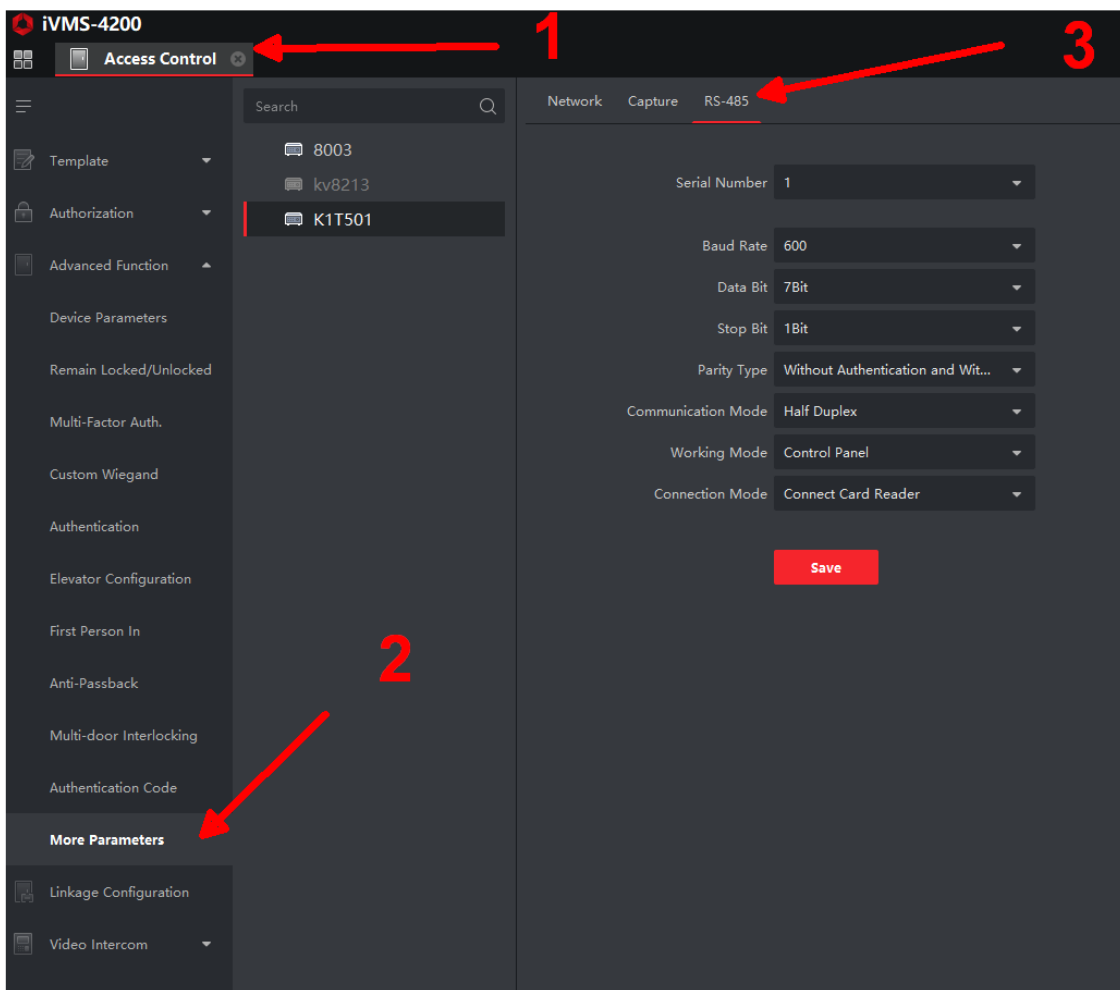 iVMS-4200
1
3
Access Control
Search
Network Capture RS-485
Template
Authorization
Advanced Function
Device Parameters
Remain Locked/Unlocked
Multi-Factor Auth.
Custom Wiegand
Authentication
Elevator Configuration
First Person In
Anti-Passback
Multi-door Interlocking
Authentication Code
More Parameters
Linkage Configuration
Video Intercom
8003
kv8213
K1T501
2
Serial Number 1
Baud Rate 600
Data Bit 7Bit
Stop Bit 1Bit
Parity Type Without Authentication and Wit...
Communication Mode Half Duplex
Working Mode Control Panel
Connection Mode Connect Card Reader
Save